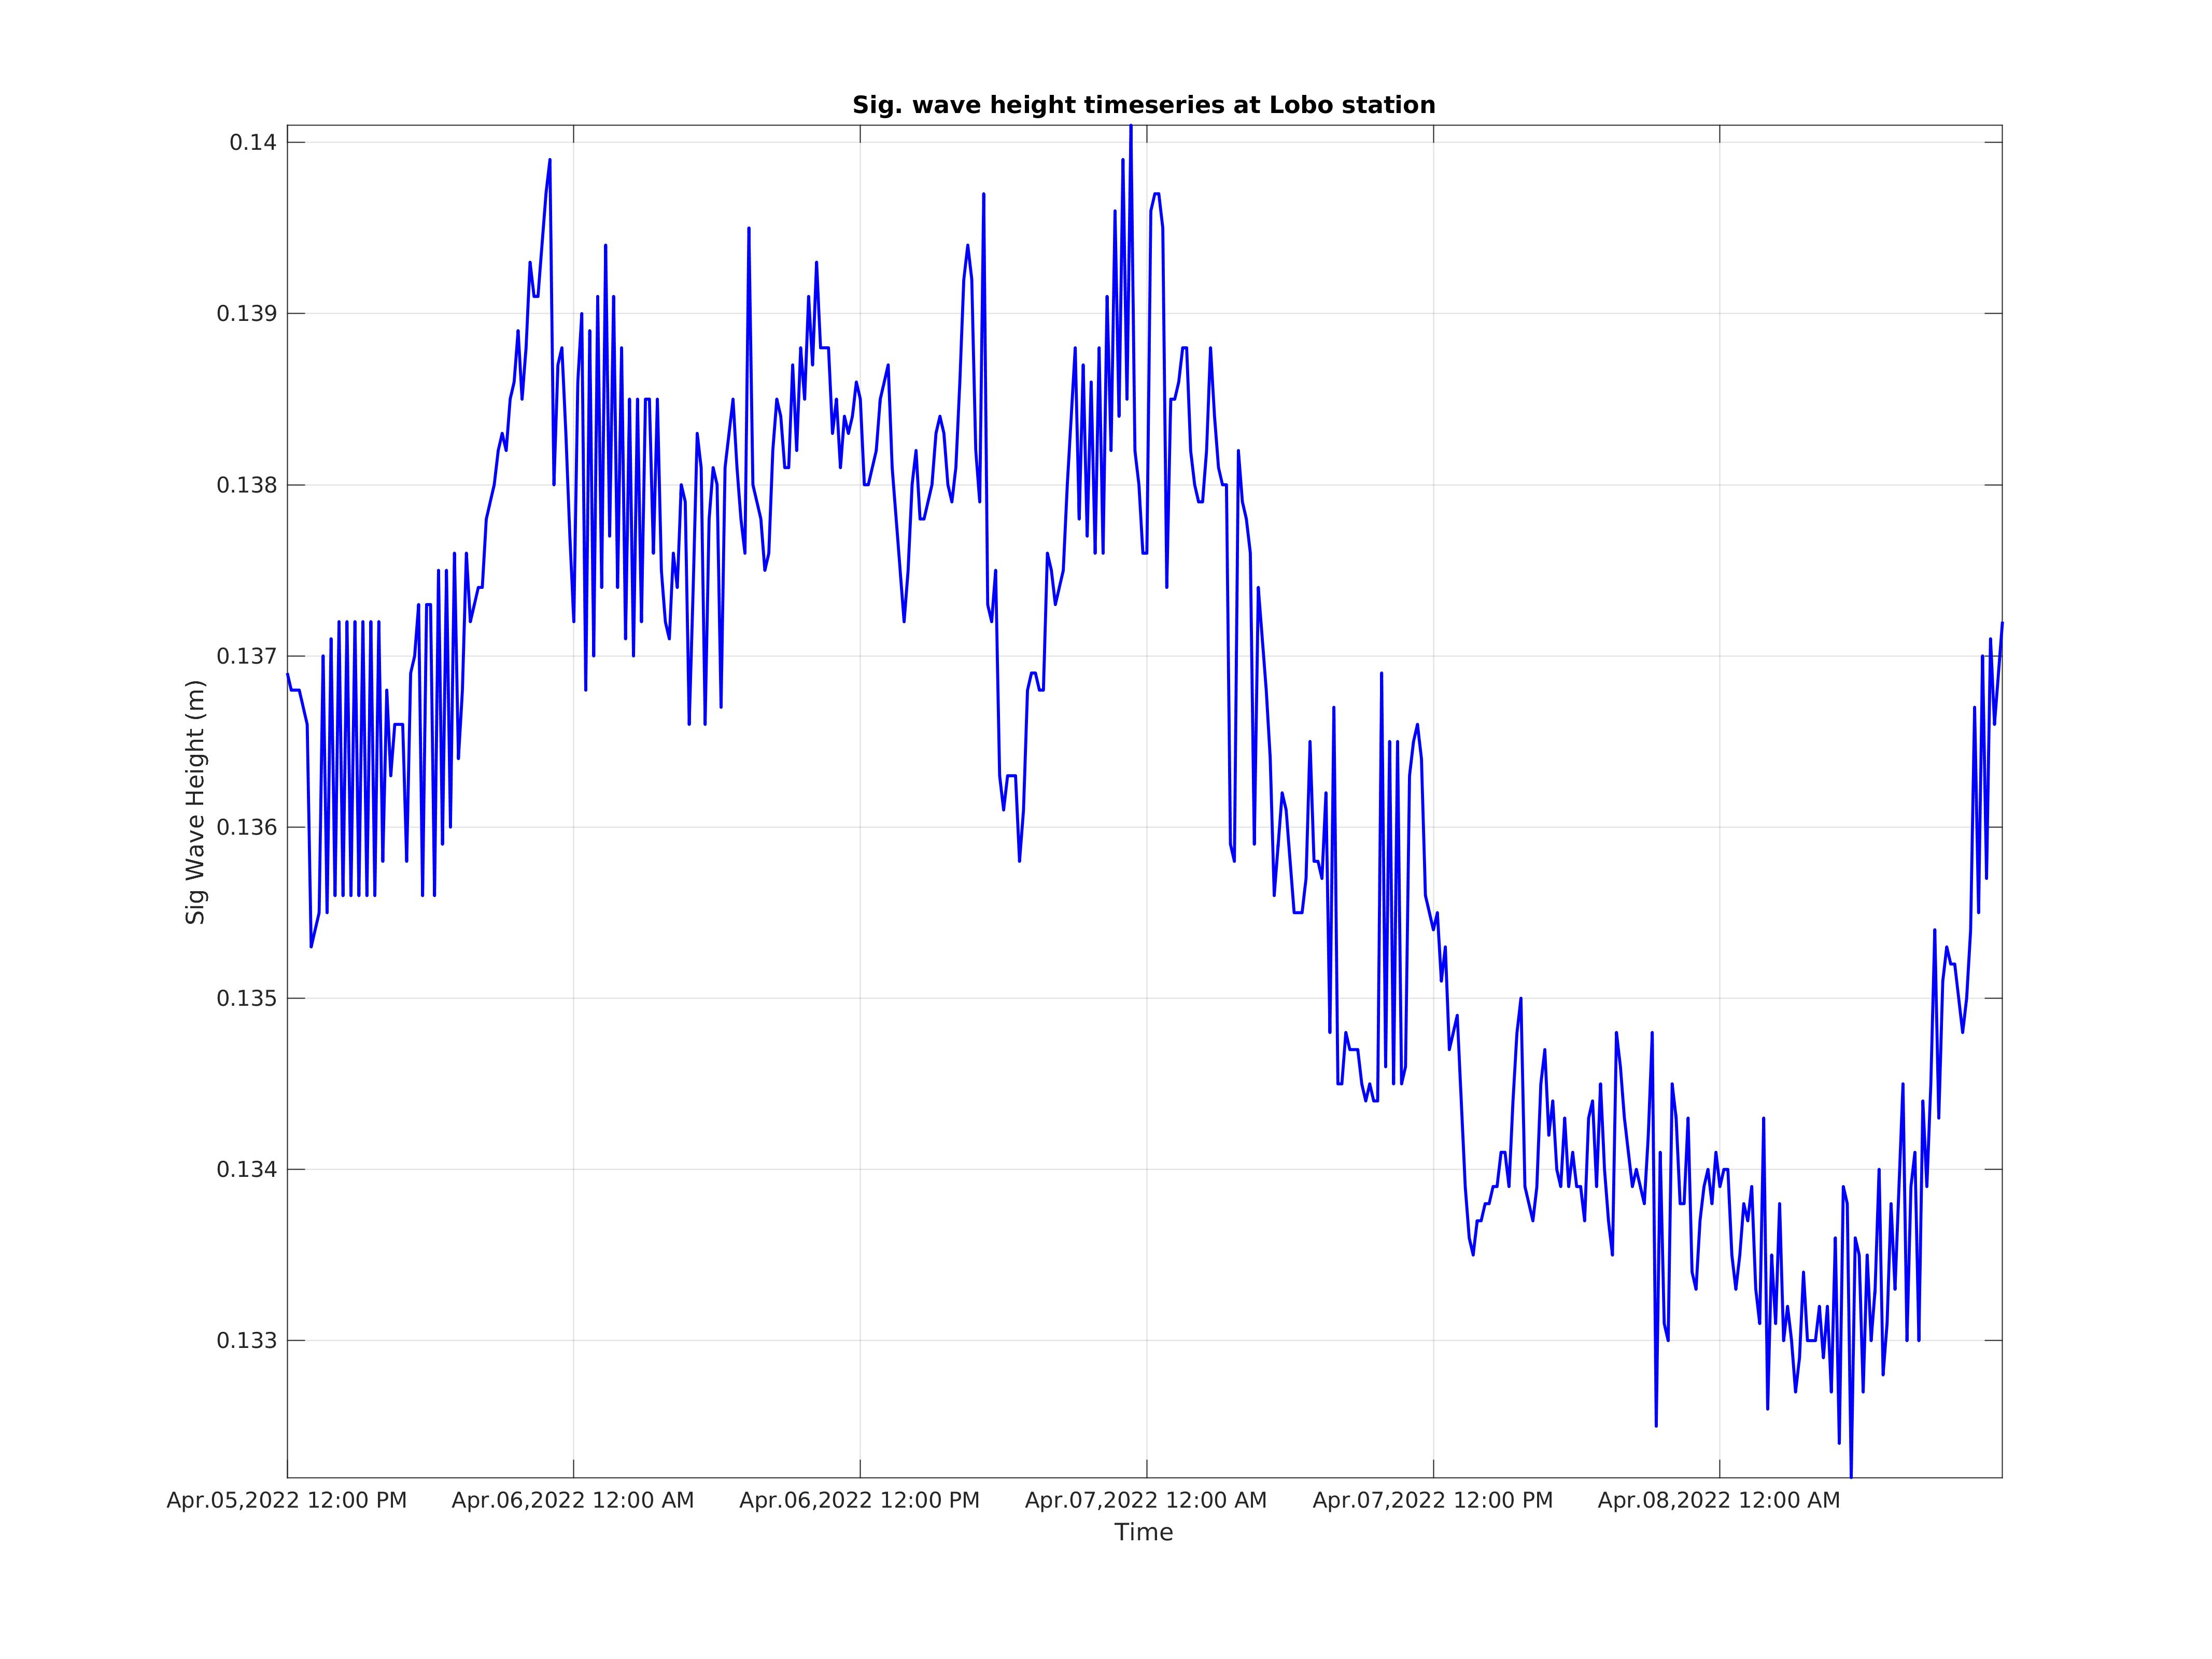 Sig. wave height timeseries at Lobo station
0.14
0.139
0.138
0.137
0.136
0.135
0.134
0.133
Sig Wave Height (m)
Apr.05,2022 12:00 PM Apr.06,2022 12:00 AM Apr.06,2022 12:00 PM Apr.07,2022 12:00 AM Apr.07,2022 12:00 PM Apr.08,2022 12:00 AM
Time